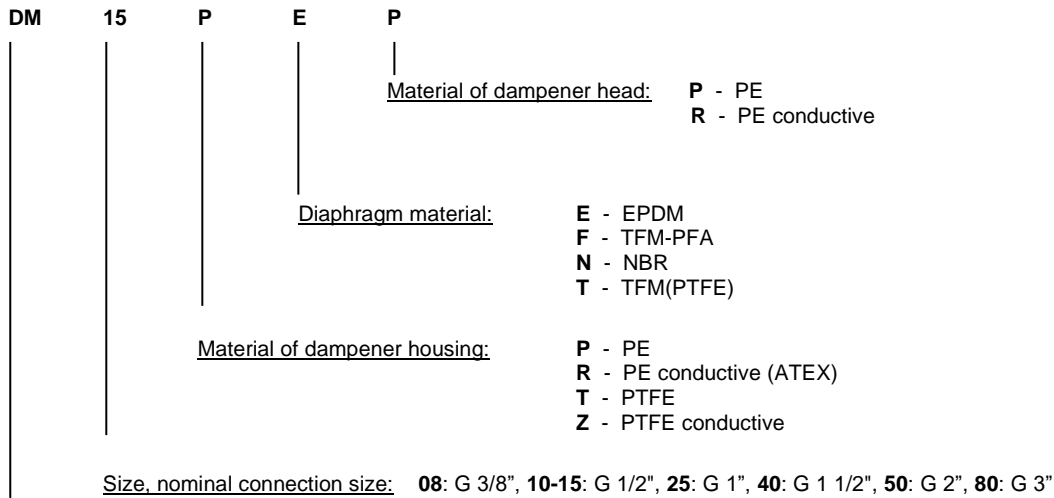 DM 15 P E P
Material of dampener head: P - PE
R - PE conductive
Diaphragm material: E - EPDM
F - TFM-PFA
N - NBR
T - TFM(PTFE)
Material of dampener housing: P - PE
R - PE conductive (ATEX)
T - PTFE
Z - PTFE conductive
Size, nominal connection size: 08: G 3/8”, 10-15: G 1/2", 25: G 1”, 40: G 1 1/2", 50: G 2”, 80: G 3”